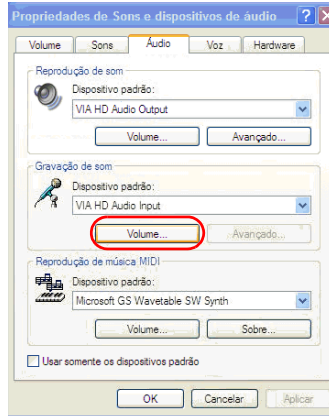 Propriedades de Sons e dispositivos de áudio
Volume Sons Áudio Voz Hardware
Reprodução de som
Dispositivo padrão:
VIA HD Audio Output
Volume... Avançado...
Gravação de som
Dispositivo padrão:
VIA HD Audio Input
Volume... Avançado...
Reprodução de música MIDI
Dispositivo padrão:
Microsoft GS Wavetable SW Synth
Volume... Sobre...
Usar somente os dispositivos padrão
OK Cancelar Aplicar